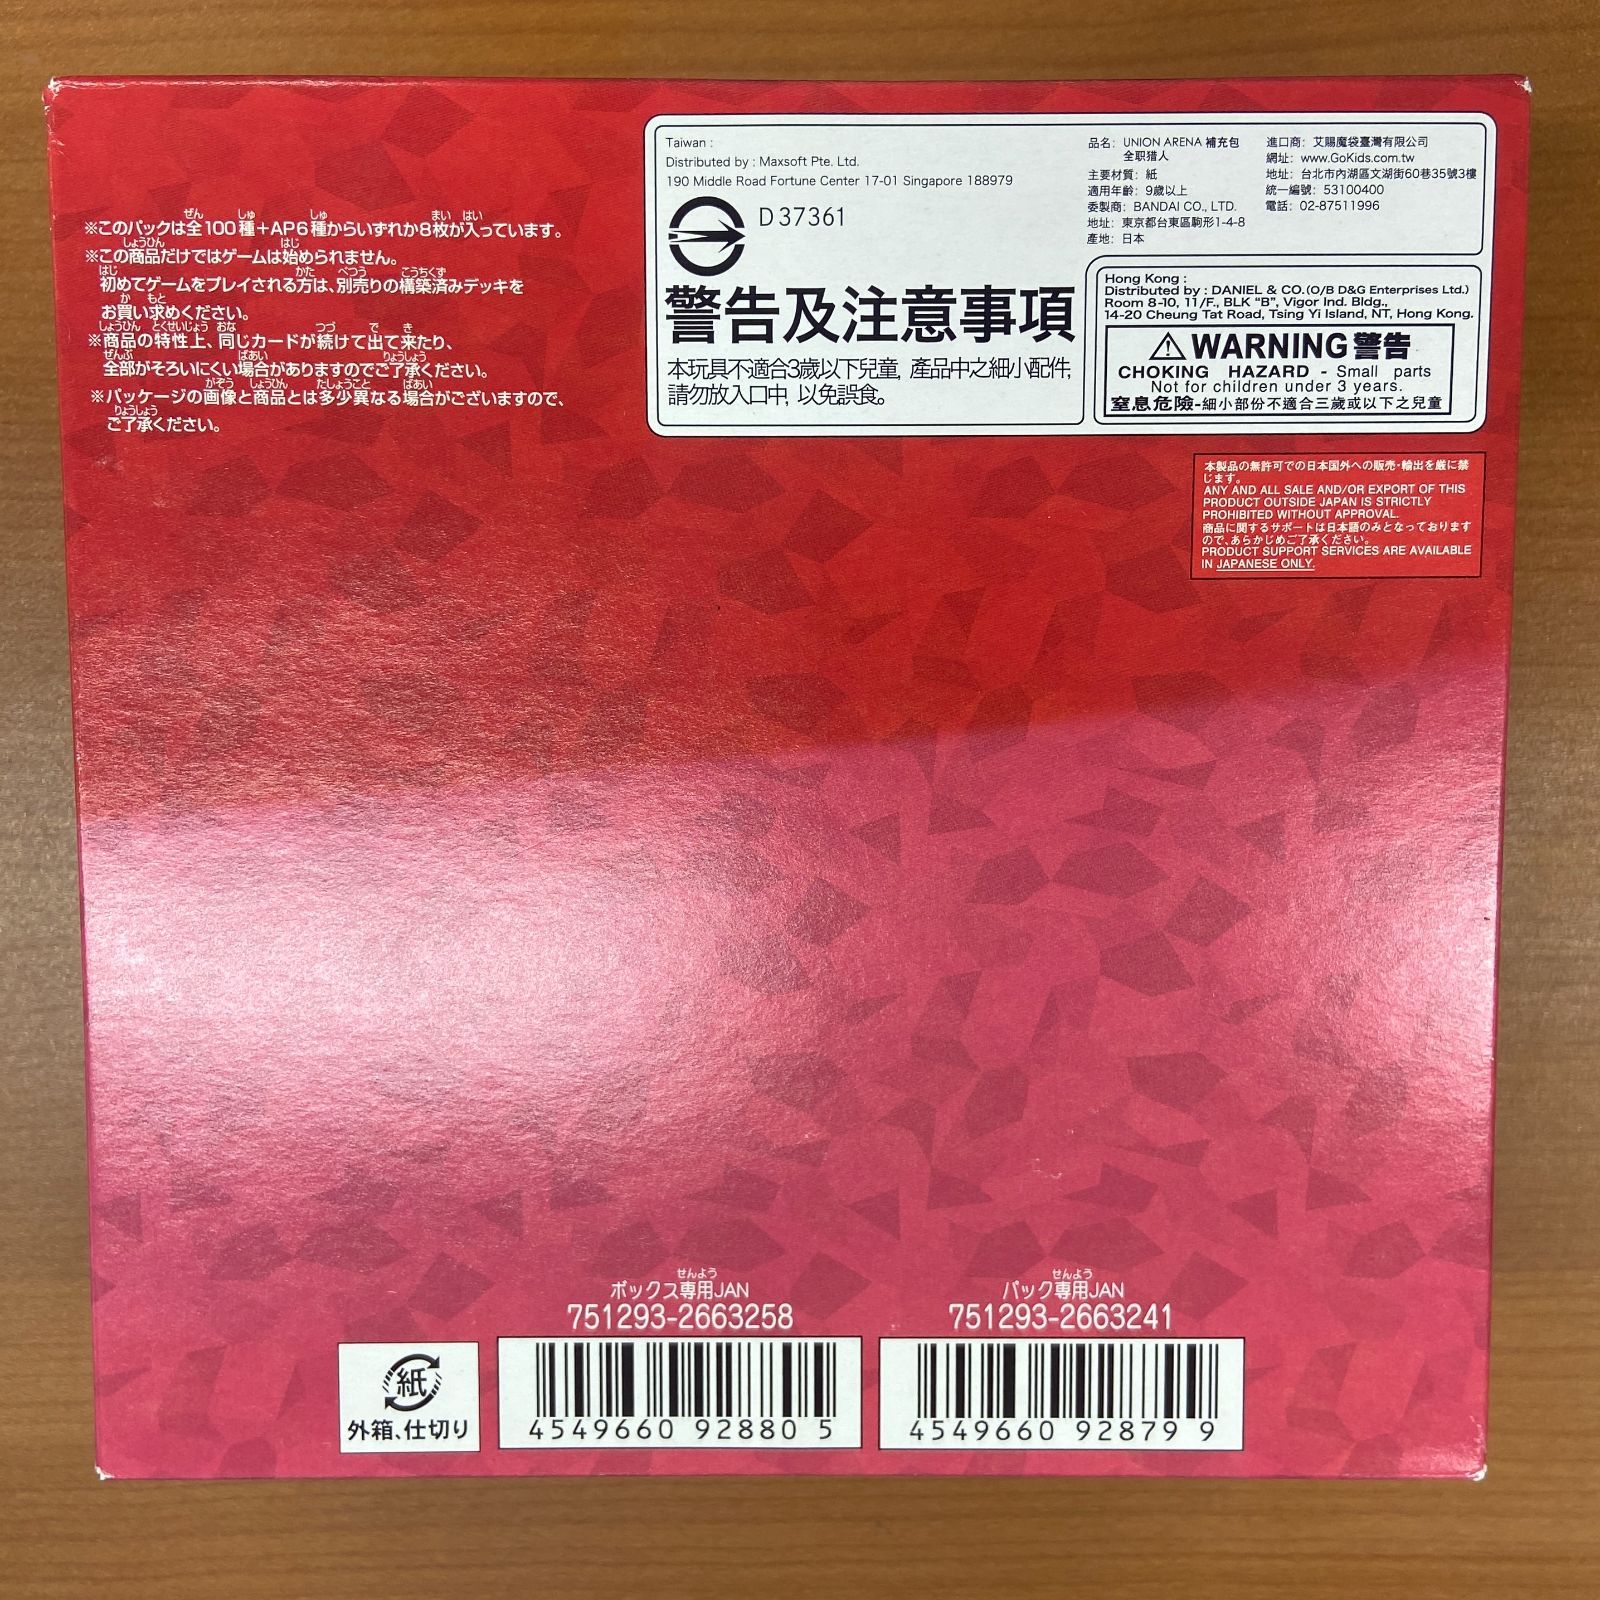 ※このパックは全100種＋AP6種からいずれか8枚が入っています。
※この商品だけではゲームは始められません。
初めてゲームをプレイされる方は、別売りの構築済みデッキを
お買い求めください。
※商品の特性上、同じカードが続けて出て来たり、
全部がそろいにくい場合がありますのでご了承ください。
※パッケージの画像と商品とは多少異なる場合がございますので、
ご了承ください。
Taiwan :
Distributed by : Maxsoft Pte. Ltd.
190 Middle Road Fortune Center 17-01 Singapore 188979
D37361
警告及注意事項
本玩具不適合3歲以下兒童, 產品中之細小配件,
請勿放入口中, 以免誤食。
品名: UNION ARENA 補充包
全职猎人
主要材質: 紙
適用年齡: 9歲以上
委製商: BANDAI CO., LTD.
地址: 東京都台東區駒形1-4-8
產地: 日本
進口商: 艾賜魔袋臺灣有限公司
網址: www.GoKids.com.tw
地址: 台北市內湖區文湖街60巷35號3樓
統一編號: 53100400
電話: 02-87511996
Hong Kong :
Distributed by : DANIEL & CO.(O/B D&G Enterprises Ltd.)
Room 8-10, 11/F., BLK "B", Vigor Ind. Bldg.,
14-20 Cheung Tat Road, Tsing Yi Island, NT, Hong Kong.
WARNING 警告
CHOKING HAZARD - Small parts
Not for children under 3 years.
窒息危險-細小部份不適合三歲或以下之兒童
本製品の無許可での日本国外への販売・輸出を厳に禁
じます。
ANY AND ALL SALE AND/OR EXPORT OF THIS
PRODUCT OUTSIDE JAPAN IS STRICTLY
PROHIBITED WITHOUT APPROVAL.
商品に関するサポートは日本語のみとなっております
ので、あらかじめご了承ください。
PRODUCT SUPPORT SERVICES ARE AVAILABLE
IN JAPANESE ONLY.
ボックス専用JAN
751293-2663258
パック専用JAN
751293-2663241
紙
外箱、仕切り
4549660 92880 5
4549660 92879 9